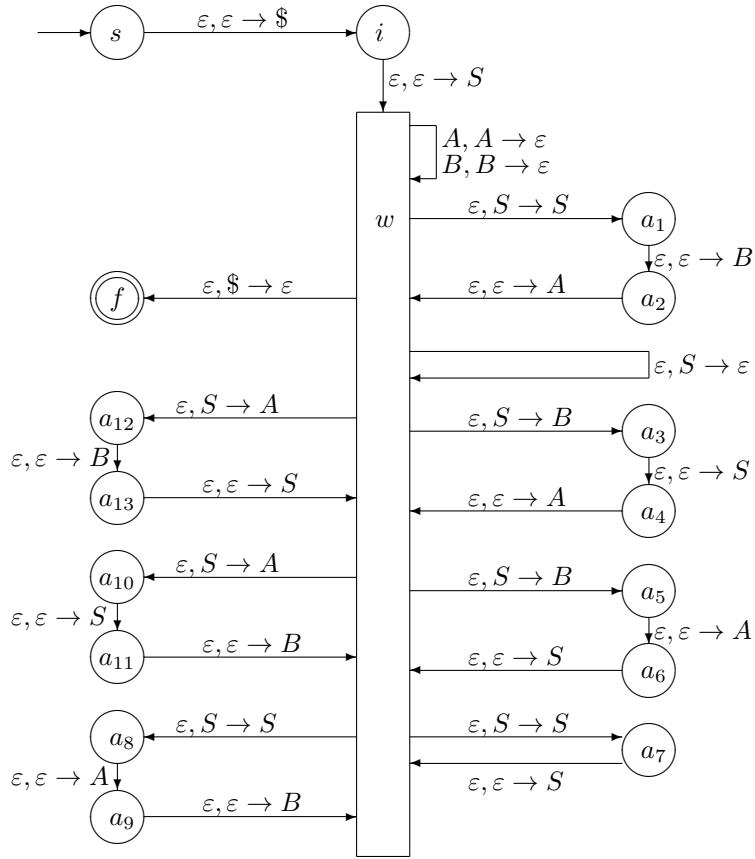 s
ε, ε → $
i
ε, ε → S
A, A → ε
B, B → ε
w
ε, S → S
a₁
ε, ε → B
f
ε, $ → ε
ε, ε → A
a₂
ε, S → ε
a₁₂
ε, S → A
ε, S → B
a₃
ε, ε → B
ε, ε → S
a₁₃
ε, ε → S
ε, ε → A
a₄
a₁₀
ε, S → A
ε, S → B
a₅
ε, ε → S
ε, ε → A
a₁₁
ε, ε → B
ε, ε → S
a₆
a₈
ε, S → S
ε, S → S
a₇
ε, ε → A
ε, ε → S
a₉
ε, ε → B